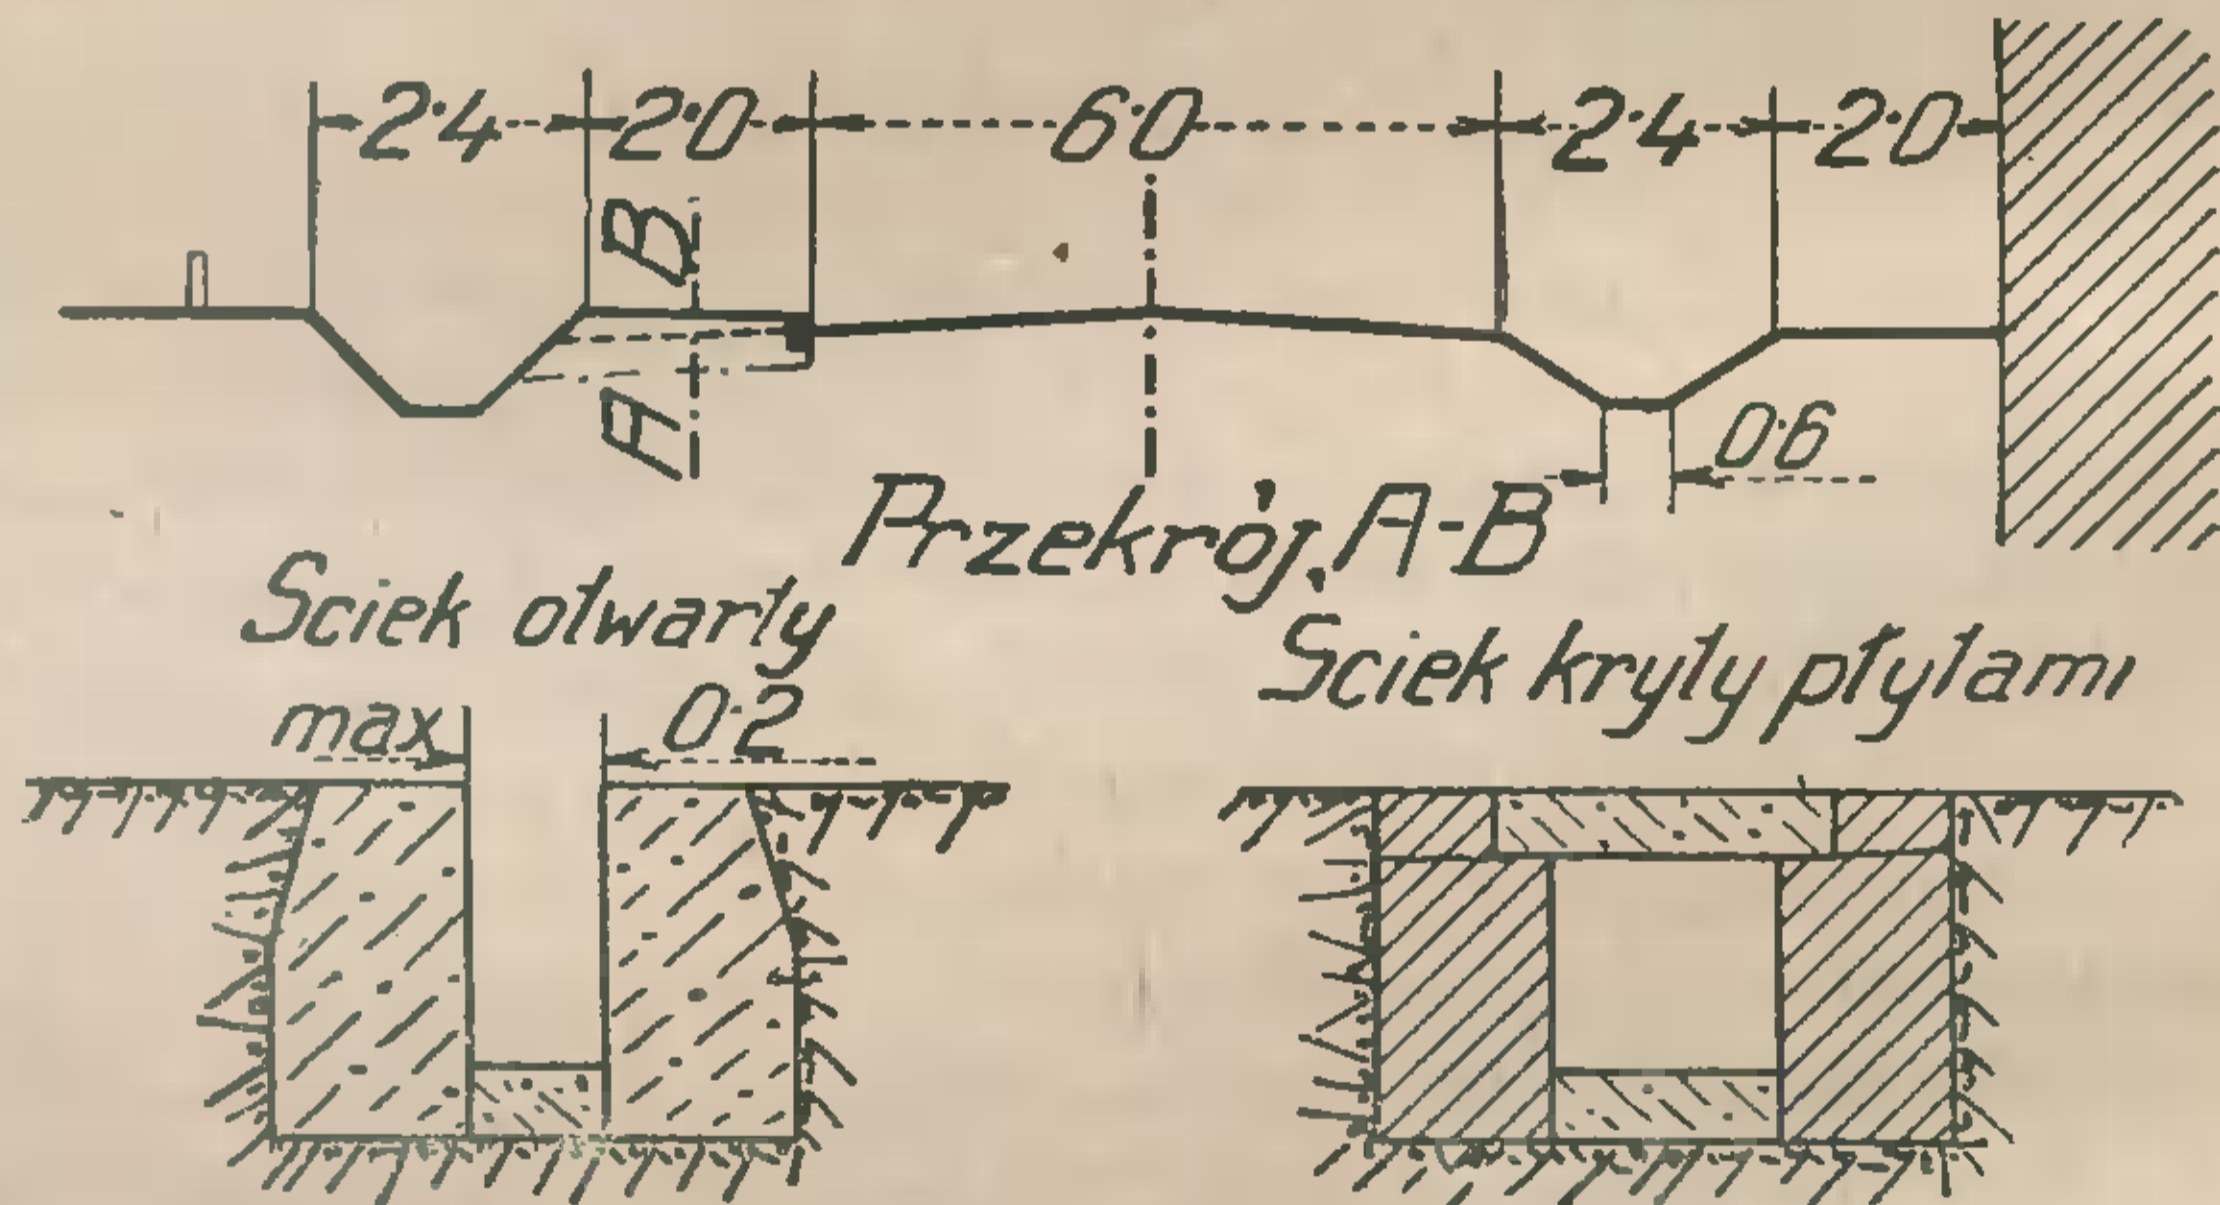 2·4 2·0 6·0 2·4 2·0
B
A
0·6
Przekrój. A-B
Sciek otwarty
Ściek kryty płytami
max 0·2